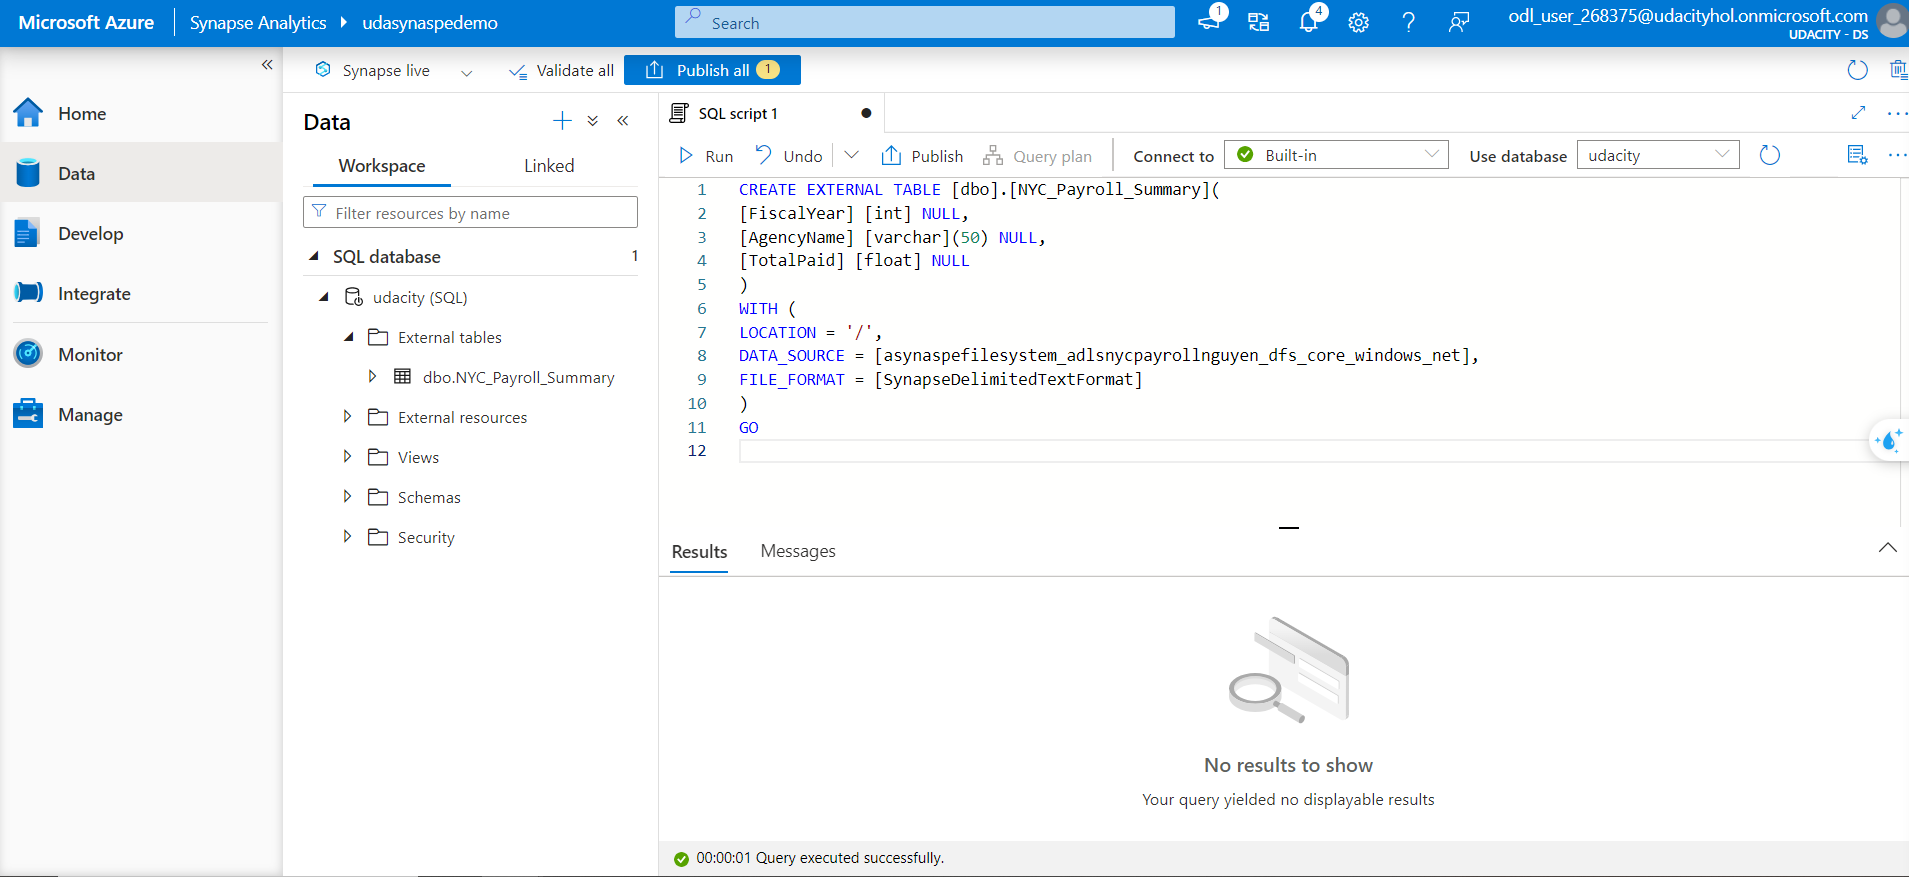 Microsoft Azure
Synapse Analytics
udasynaspedemo
Search
1
4
odl_user_268375@udacityhol.onmicrosoft.com
UDACITY - DS
Synapse live
Validate all
Publish all 1
Home
Data
Develop
Integrate
Monitor
Manage
Data
Workspace
Linked
Filter resources by name
SQL database 1
udacity (SQL)
External tables
dbo.NYC_Payroll_Summary
External resources
Views
Schemas
Security
SQL script 1
Run
Undo
Publish
Query plan
Connect to
Built-in
Use database
udacity
1 CREATE EXTERNAL TABLE [dbo].[NYC_Payroll_Summary](
2 [FiscalYear] [int] NULL,
3 [AgencyName] [varchar](50) NULL,
4 [TotalPaid] [float] NULL
5 )
6 WITH (
7 LOCATION = '/',
8 DATA_SOURCE = [asynaspefilesystem_adlsnycpayrollnguyen_dfs_core_windows_net],
9 FILE_FORMAT = [SynapseDelimitedTextFormat]
10 )
11 GO
12
Results
Messages
No results to show
Your query yielded no displayable results
00:00:01 Query executed successfully.